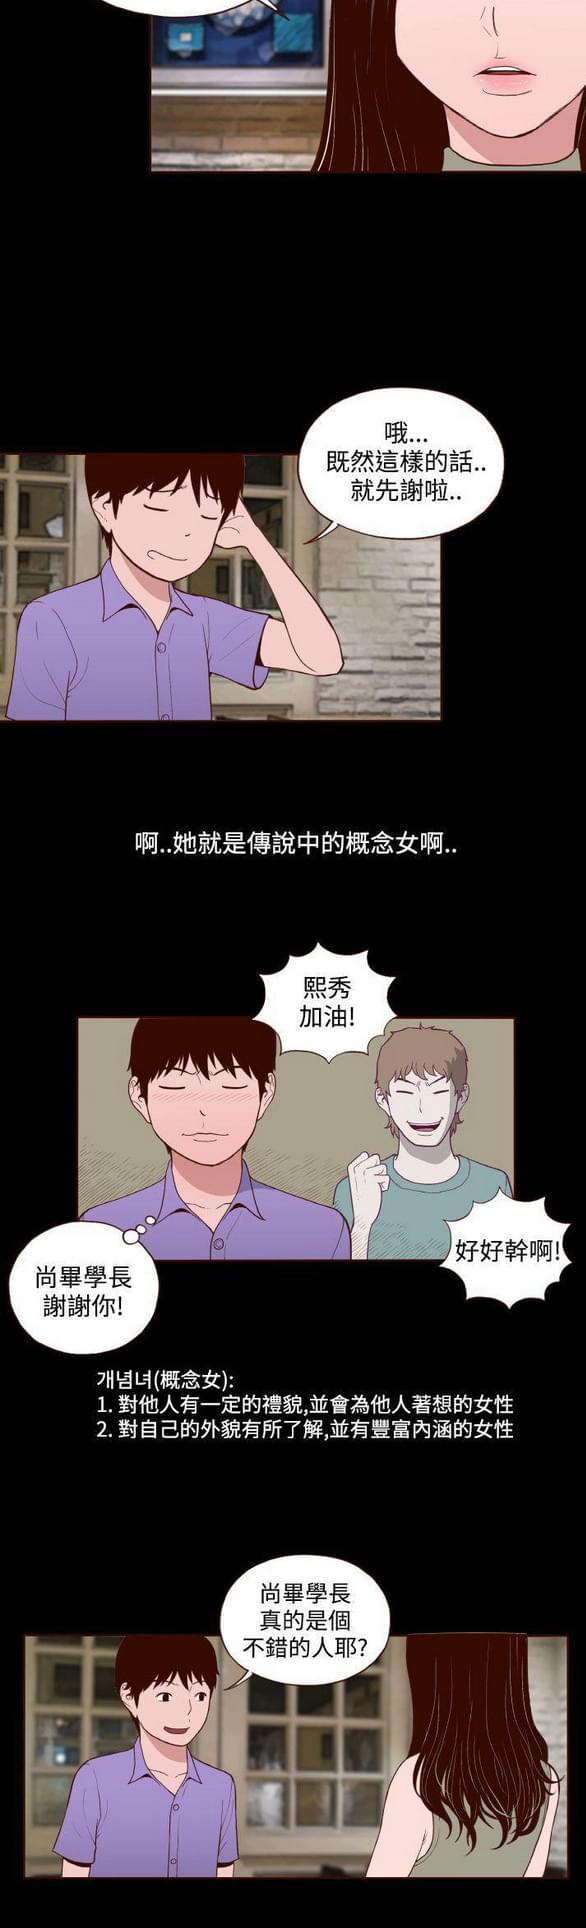 哦...
既然這樣的話..
就先謝啦..
啊..她就是傳說中的概念女啊..
熙秀
加油!
好好幹啊!
尚畢學長
謝謝你!
개념녀(概念女):
1. 對他人有一定的禮貌,並會為他人著想的女性
2. 對自己的外貌有所了解,並有豐富內涵的女性
尚畢學長
真的是個
不錯的人耶?